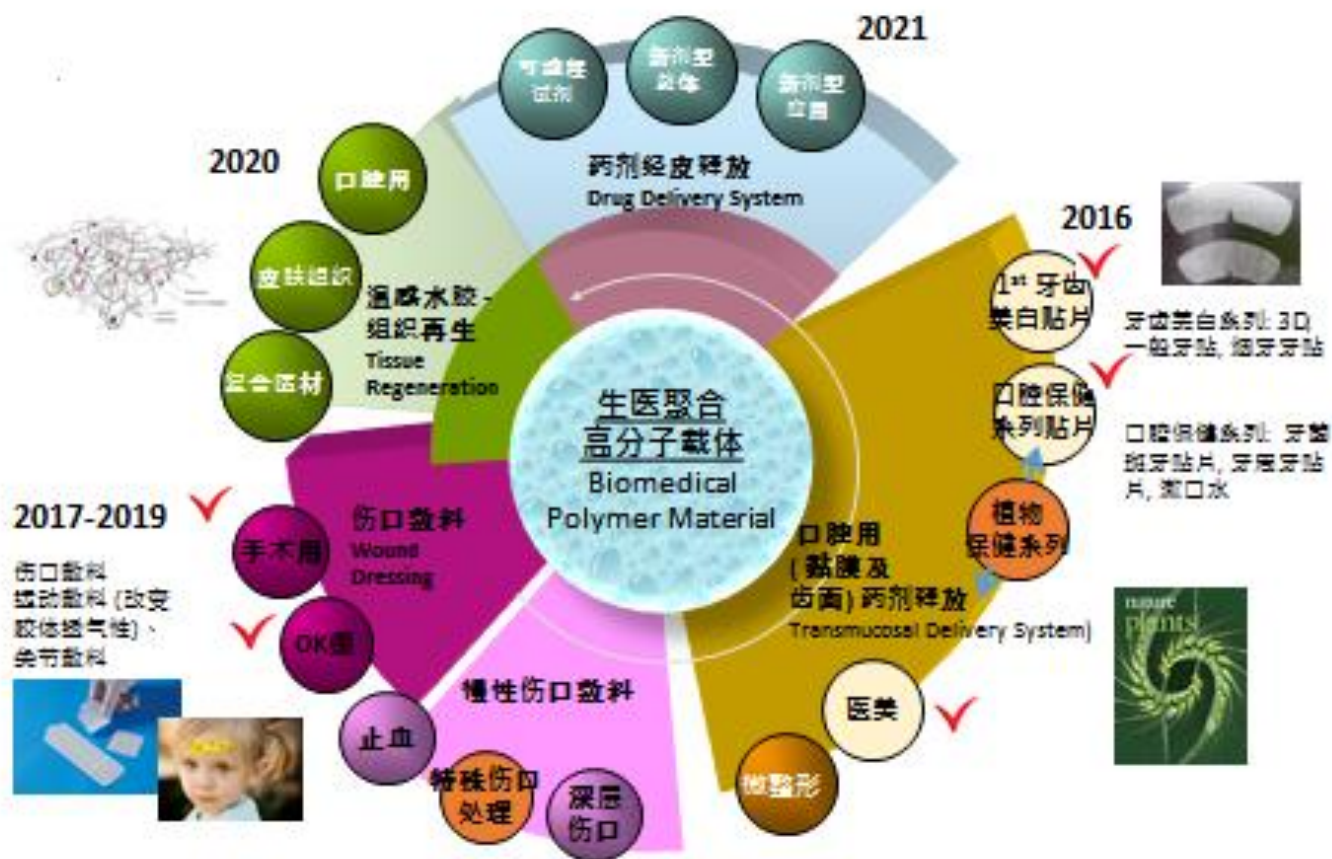 2021
新剂型
载体
新剂型
应用
试剂
药剂经皮释放
Drug Delivery System
2020
口腔用
皮肤组织
复合医材
温感水胶-
组织再生
Tissue
Regeneration
2016
1st 牙齿
美白贴片
牙齿美白系列: 3D,
一般牙贴, 烟牙牙贴
口腔保健
系列贴片
口腔保健系列: 牙菌
斑牙贴片, 牙周牙贴
片, 漱口水
植物
保健系列
生医聚合
高分子载体
Biomedical
Polymer Material
口腔用
(黏膜及
齿面) 药剂释放
Transmucosal Delivery System)
nature
plants
医美
微整形
2017-2019
伤口敷料
运动敷料 (改变
胶体透气性)、
关节敷料
手术用
伤口敷料
Wound
Dressing
慢性伤口敷料
止血
特殊伤口
处理
深层
伤口